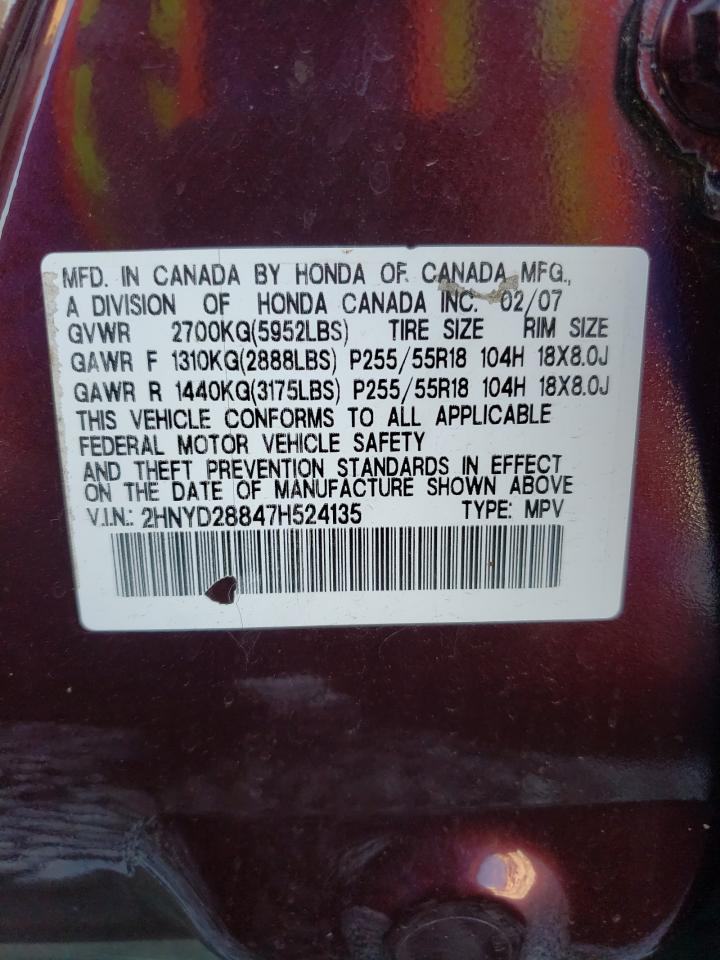 MFD. IN CANADA BY HONDA OF CANADA MFG.,
A DIVISION OF HONDA CANADA INC. 02/07
GVWR 2700KG(5952LBS) TIRE SIZE RIM SIZE
GAWR F 1310KG(2888LBS) P255/55R18 104H 18X8.0J
GAWR R 1440KG(3175LBS) P255/55R18 104H 18X8.0J
THIS VEHICLE CONFORMS TO ALL APPLICABLE
FEDERAL MOTOR VEHICLE SAFETY
AND THEFT PREVENTION STANDARDS IN EFFECT
ON THE DATE OF MANUFACTURE SHOWN ABOVE
V.I.N.: 2HNYD28847H524135 TYPE: MPV